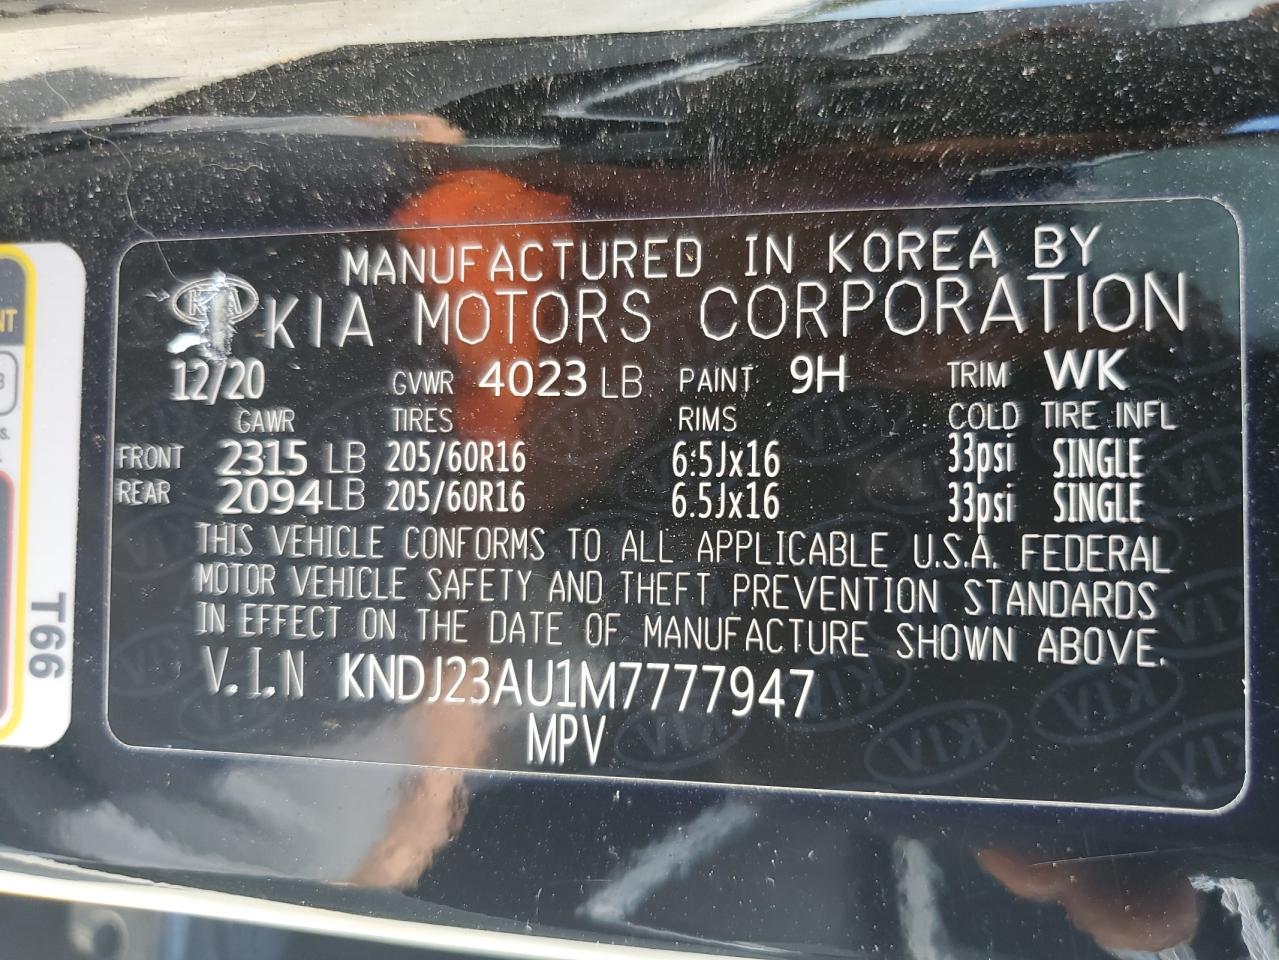 MANUFACTURED IN KOREA BY
KIA KIA MOTORS CORPORATION
12/20 GVWR 4023 LB PAINT 9H TRIM WK
GAWR TIRES RIMS COLD TIRE INFL
FRONT 2315 LB 205/60R16 6.5Jx16 33psi SINGLE
REAR 2094LB 205/60R16 6.5Jx16 33psi SINGLE
THIS VEHICLE CONFORMS TO ALL APPLICABLE U.S.A. FEDERAL
MOTOR VEHICLE SAFETY AND THEFT PREVENTION STANDARDS
IN EFFECT ON THE DATE OF MANUFACTURE SHOWN ABOVE.
V.I.N KNDJ23AU1M7777947
MPV
T66